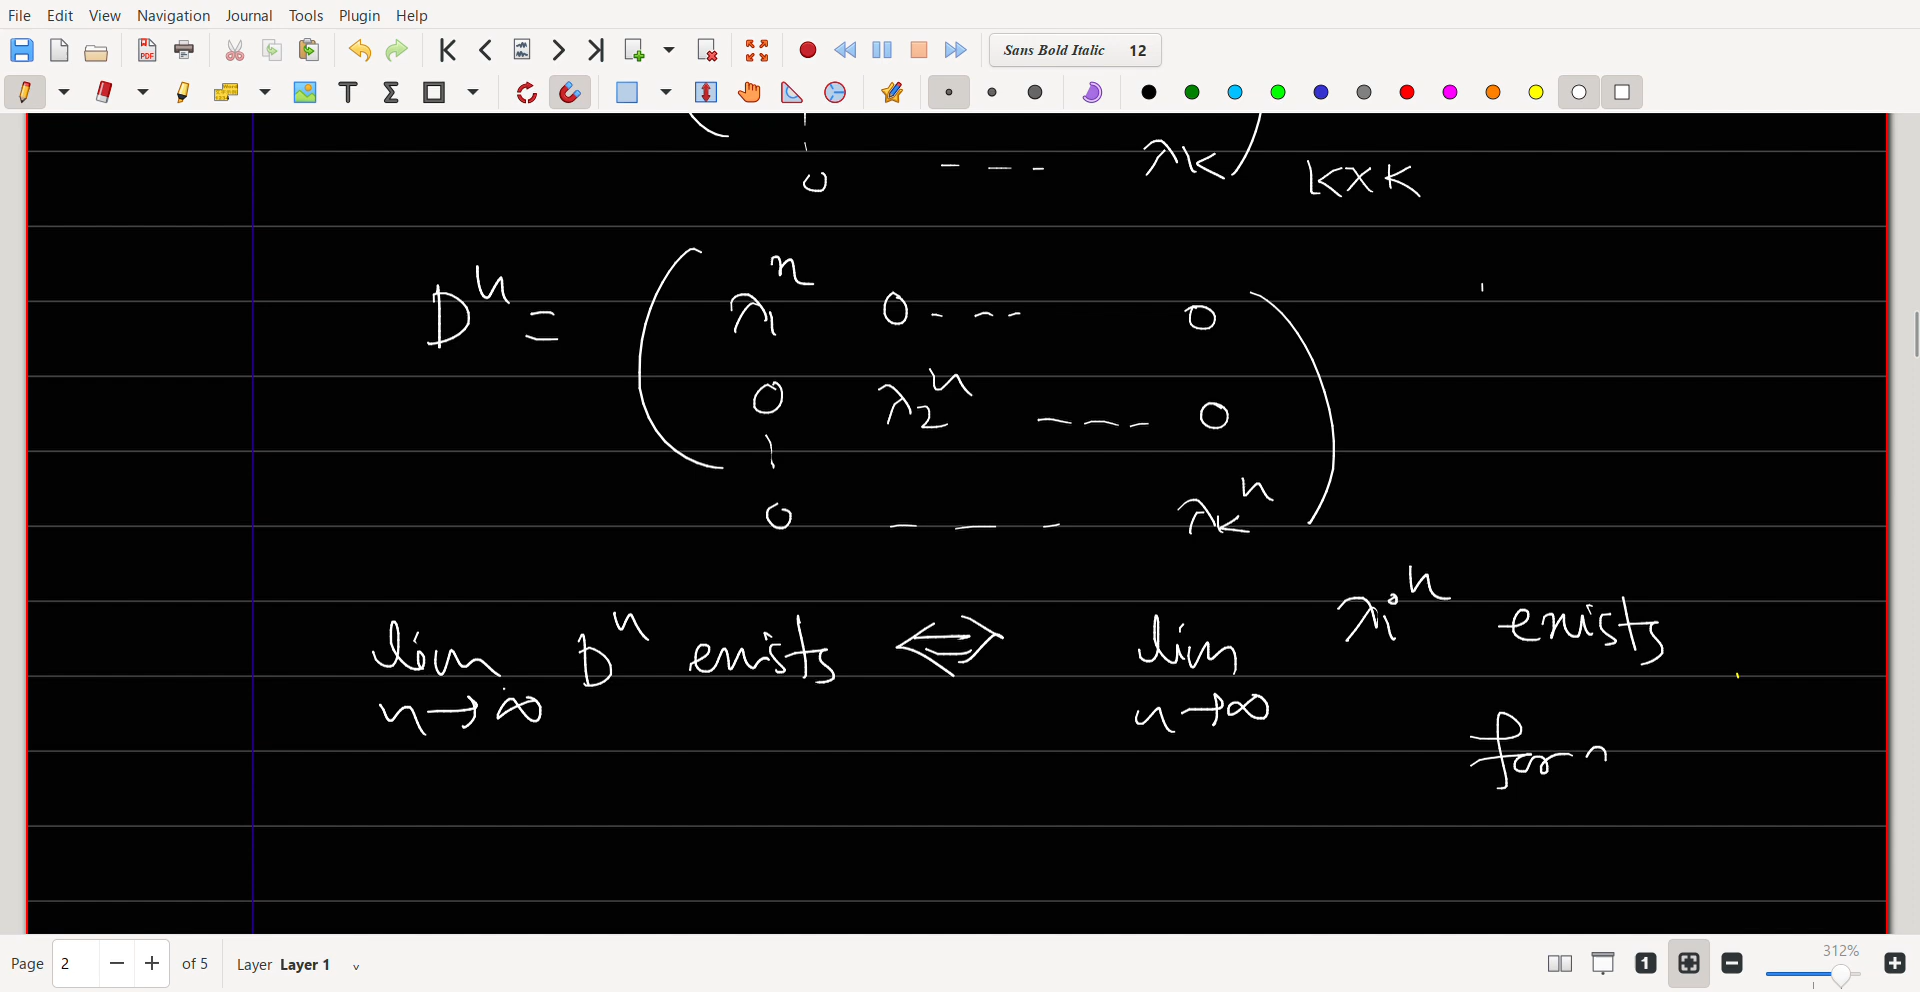 File Edit View Navigation Journal Tools Plugin Help
Sans Bold Italic 12
0 --- λk k×k
D^n = ( λ^n 0 --- 0
0 λ2^n ---- 0
0 --- λk^n )
lim n→∞ D^n exists ⇔ lim n→∞ λi^n exists
for
Page 2 of 5 Layer Layer 1 312%